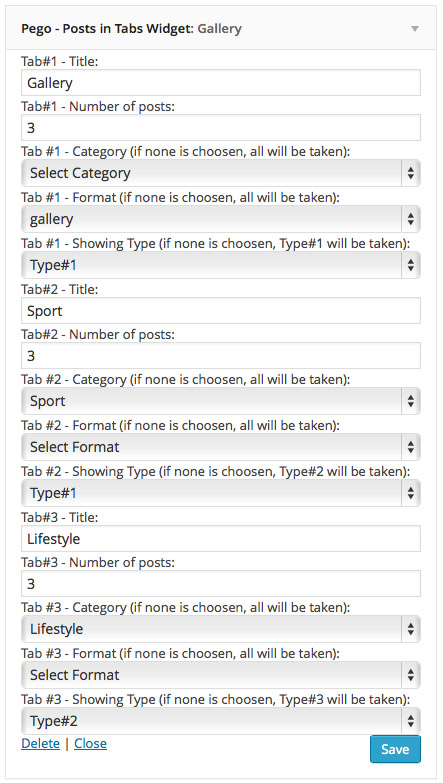 Pego - Posts in Tabs Widget: Gallery
Tab#1 - Title:
Gallery
Tab#1 - Number of posts:
3
Tab #1 - Category (if none is choosen, all will be taken):
Select Category
Tab #1 - Format (if none is choosen, all will be taken):
gallery
Tab #1 - Showing Type (if none is choosen, Type#1 will be taken):
Type#1
Tab#2 - Title:
Sport
Tab#2 - Number of posts:
3
Tab #2 - Category (if none is choosen, all will be taken):
Sport
Tab #2 - Format (if none is choosen, all will be taken):
Select Format
Tab #2 - Showing Type (if none is choosen, Type#2 will be taken):
Type#1
Tab#3 - Title:
Lifestyle
Tab#3 - Number of posts:
3
Tab #3 - Category (if none is choosen, all will be taken):
Lifestyle
Tab #3 - Format (if none is choosen, all will be taken):
Select Format
Tab #3 - Showing Type (if none is choosen, Type#3 will be taken):
Type#2
Delete | Close
Save